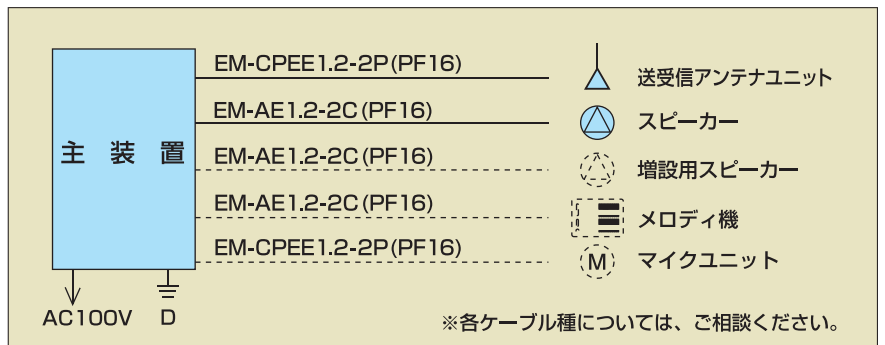 主 装 置
EM-CPEE1.2-2P(PF16)
送受信アンテナユニット
EM-AE1.2-2C(PF16)
スピーカー
EM-AE1.2-2C(PF16)
増設用スピーカー
EM-AE1.2-2C(PF16)
メロディ機
EM-CPEE1.2-2P(PF16)
M
マイクユニット
AC100V
D
※各ケーブル種については、ご相談ください。